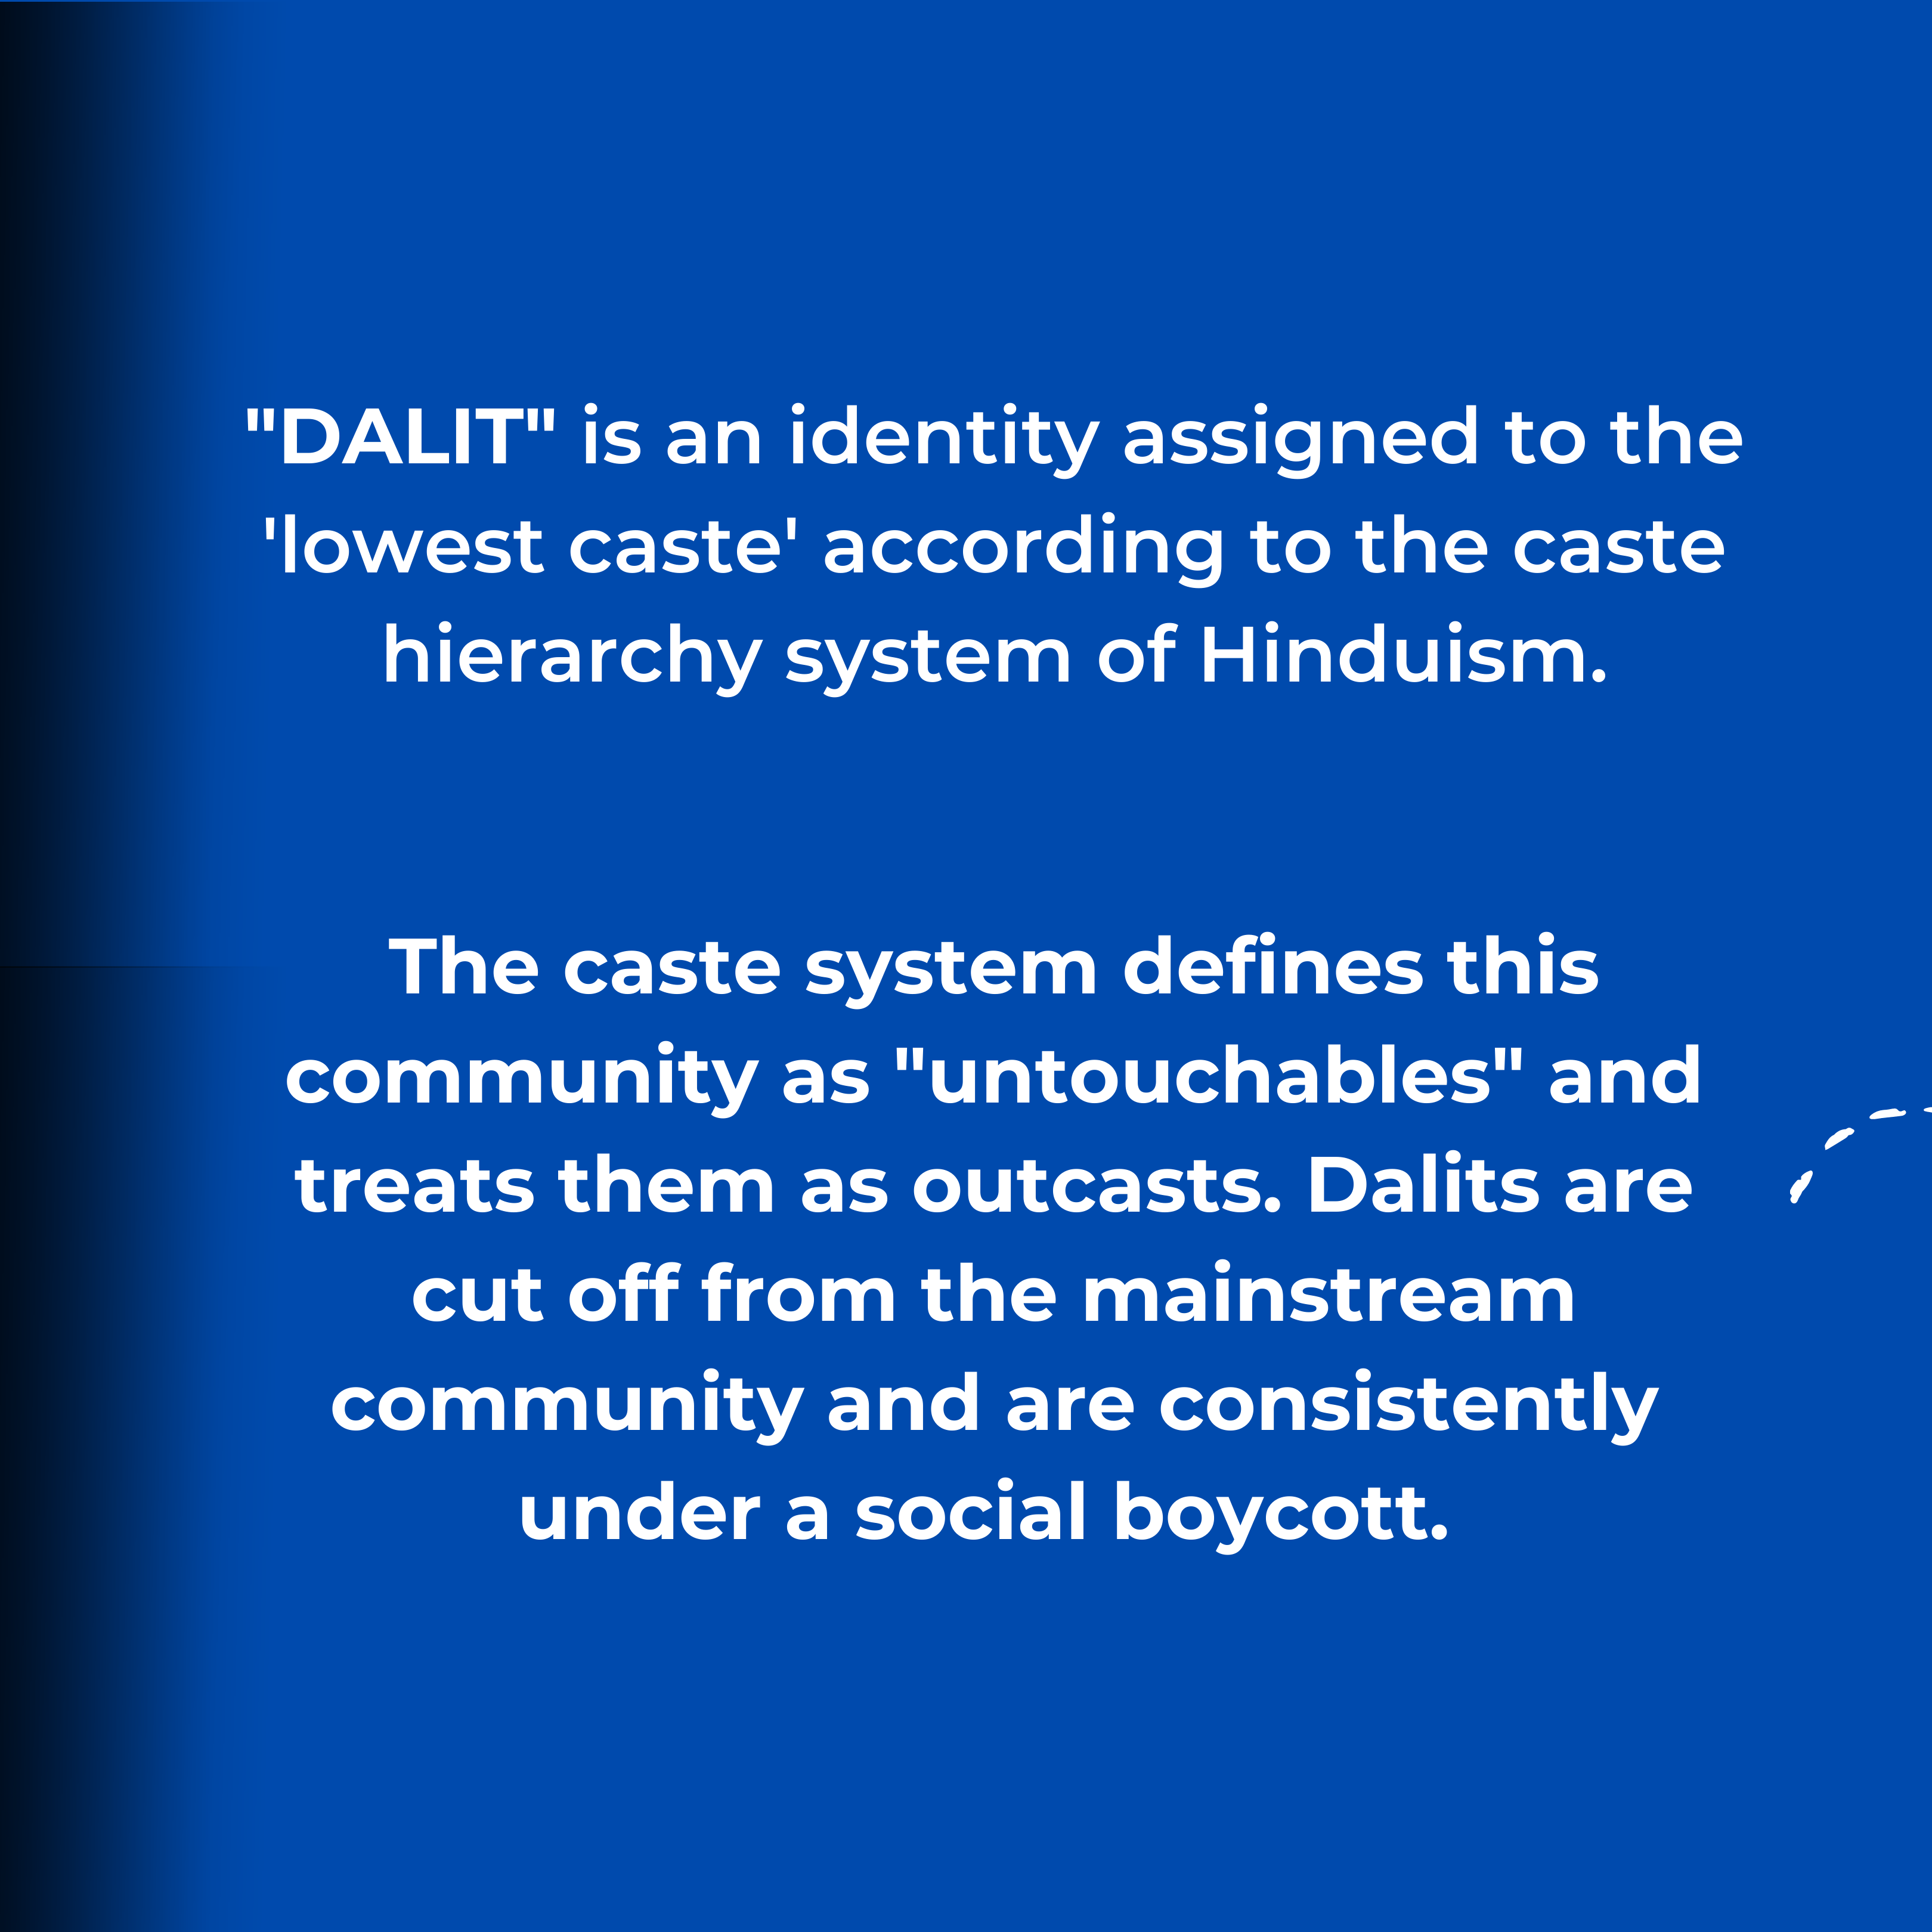 "DALIT" is an identity assigned to the
'lowest caste' according to the caste
hierarchy system of Hinduism.
The caste system defines this
community as "untouchables" and
treats them as outcasts. Dalits are
cut off from the mainstream
community and are consistently
under a social boycott.